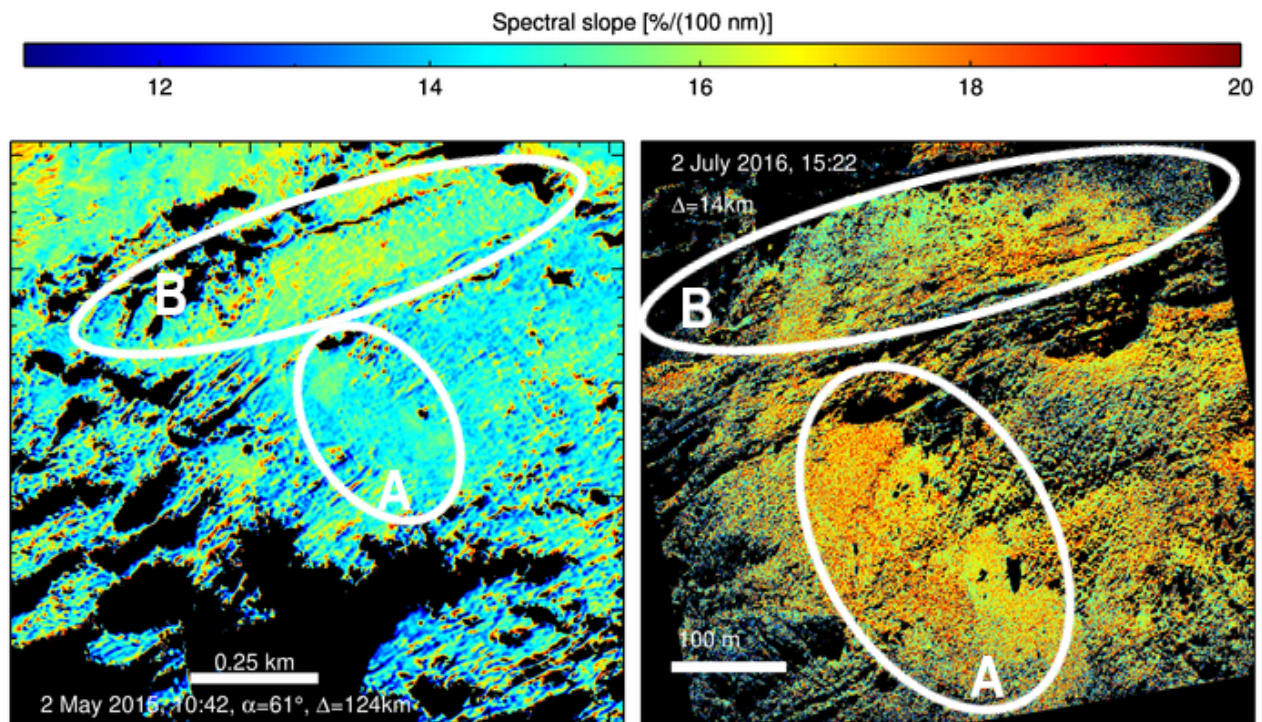 Spectral slope [%/(100 nm)]
12 14 16 18 20
B
A
0.25 km
2 May 2015, 10:42, α=61°, Δ=124km
2 July 2016, 15:22
Δ=14km
B
100 m
A